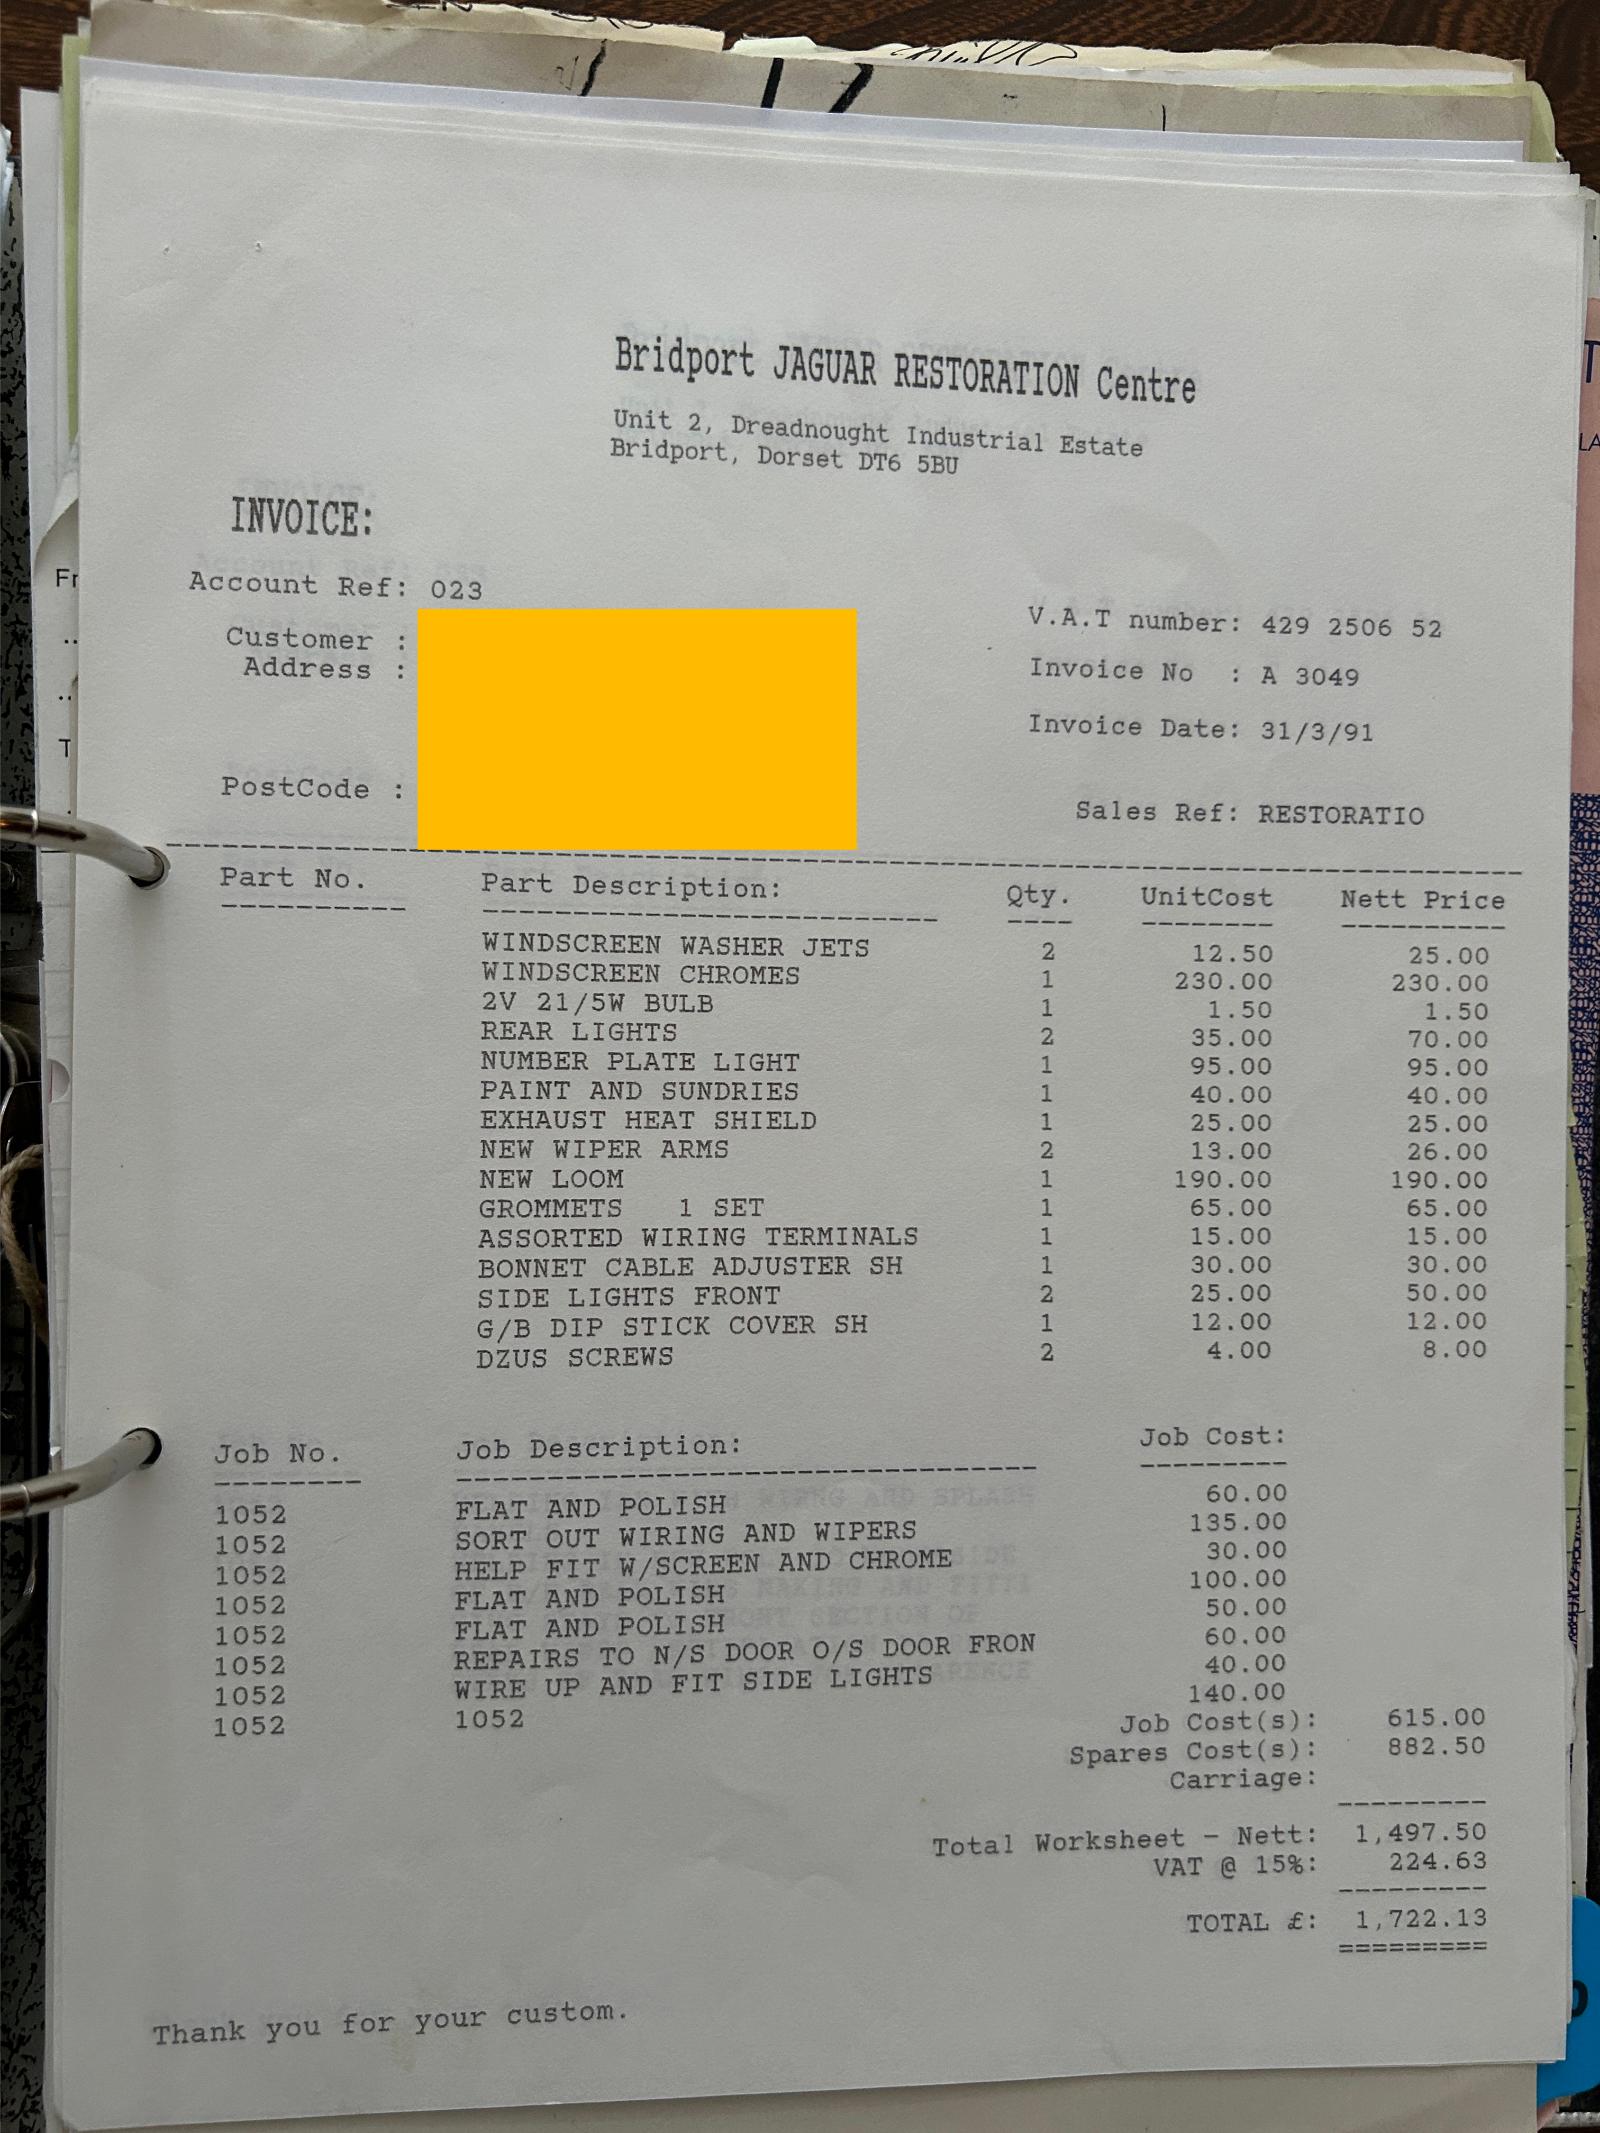 Bridport JAGUAR RESTORATION Centre
Unit 2, Dreadnought Industrial Estate
Bridport, Dorset DT6 5BU
INVOICE:
Account Ref: 023
Customer :
Address :
PostCode :
V.A.T number: 429 2506 52
Invoice No : A 3049
Invoice Date: 31/3/91
Sales Ref: RESTORATIO
Part No. Part Description: Qty. UnitCost Nett Price
WINDSCREEN WASHER JETS 2 12.50 25.00
WINDSCREEN CHROMES 1 230.00 230.00
2V 21/5W BULB 1 1.50 1.50
REAR LIGHTS 2 35.00 70.00
NUMBER PLATE LIGHT 1 95.00 95.00
PAINT AND SUNDRIES 1 40.00 40.00
EXHAUST HEAT SHIELD 1 25.00 25.00
NEW WIPER ARMS 2 13.00 26.00
NEW LOOM 1 190.00 190.00
GROMMETS 1 SET 1 65.00 65.00
ASSORTED WIRING TERMINALS 1 15.00 15.00
BONNET CABLE ADJUSTER SH 1 30.00 30.00
SIDE LIGHTS FRONT 2 25.00 50.00
G/B DIP STICK COVER SH 1 12.00 12.00
DZUS SCREWS 2 4.00 8.00
Job No. Job Description: Job Cost:
1052 FLAT AND POLISH 60.00
1052 SORT OUT WIRING AND WIPERS 135.00
1052 HELP FIT W/SCREEN AND CHROME 30.00
1052 FLAT AND POLISH 100.00
1052 FLAT AND POLISH 50.00
1052 REPAIRS TO N/S DOOR O/S DOOR FRON 60.00
1052 WIRE UP AND FIT SIDE LIGHTS 40.00
1052 1052 140.00
Job Cost(s): 615.00
Spares Cost(s): 882.50
Carriage:
Total Worksheet - Nett: 1,497.50
VAT @ 15%: 224.63
TOTAL £: 1,722.13
Thank you for your custom.